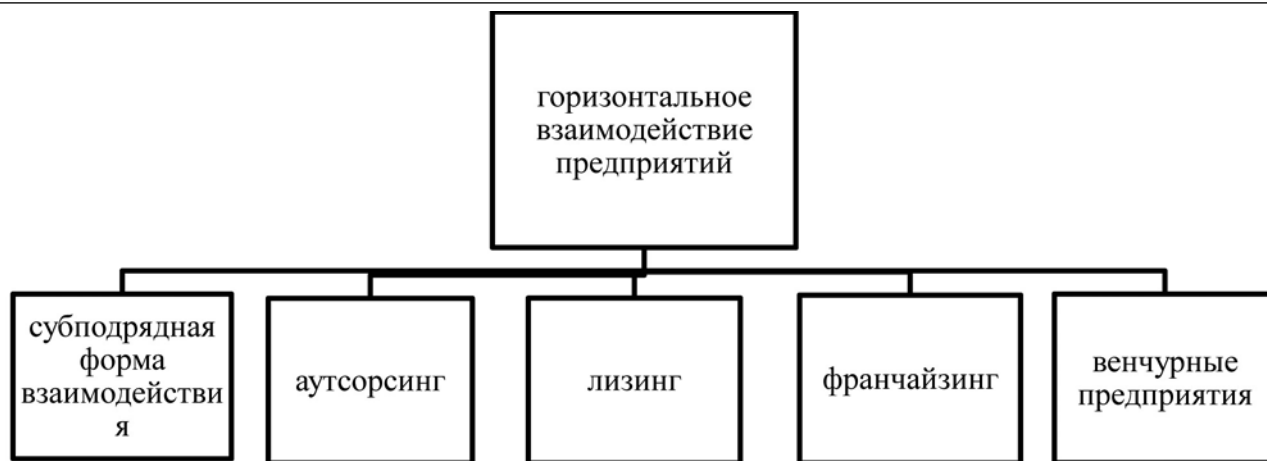 горизонтальное
взаимодействие
предприятий
субподрядная
форма
взаимодействи
я
аутсорсинг
лизинг
франчайзинг
венчурные
предприятия